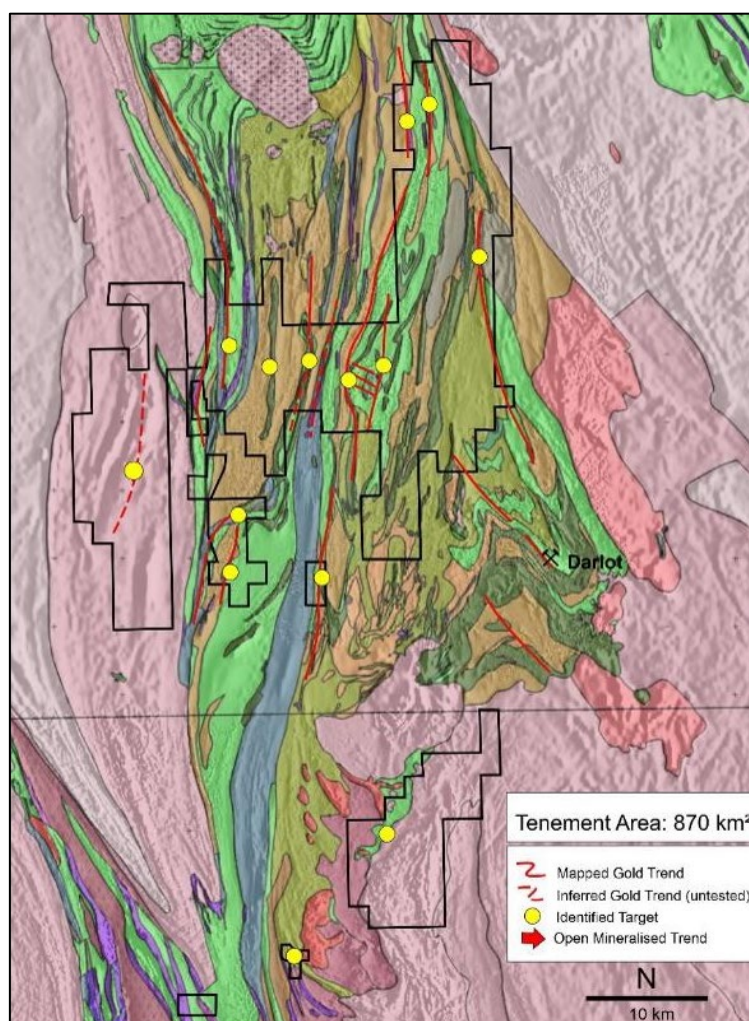 Darlot
Tenement Area: 870 km²
Mapped Gold Trend
Inferred Gold Trend (untested)
Identified Target
Open Mineralised Trend
N
10 km